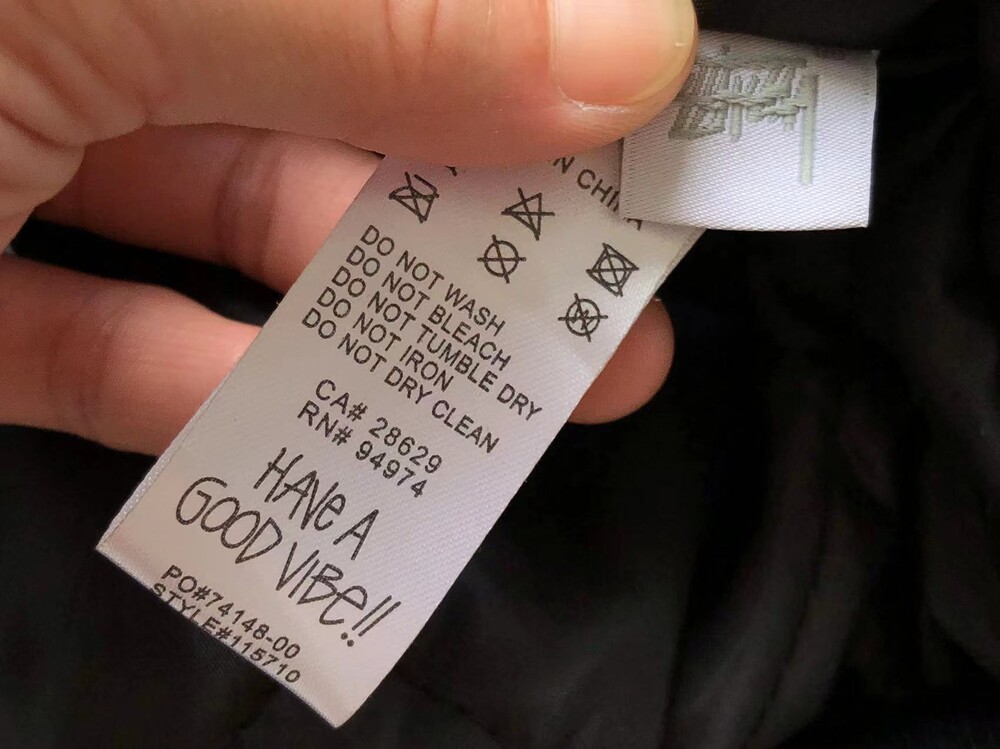 N CHINA
DO NOT WASH
DO NOT BLEACH
DO NOT TUMBLE DRY
DO NOT IRON
DO NOT DRY CLEAN
CA# 28629
RN# 94974
HAVE A
GOOD VIBE!!
PO#74148-00
STYLE#115710